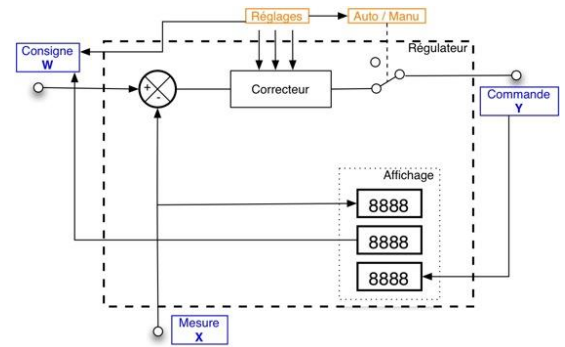 Réglages
Auto / Manu
Consigne
W
Régulateur
+
-
Correcteur
Commande
Y
Affichage
8888
8888
8888
Mesure
X